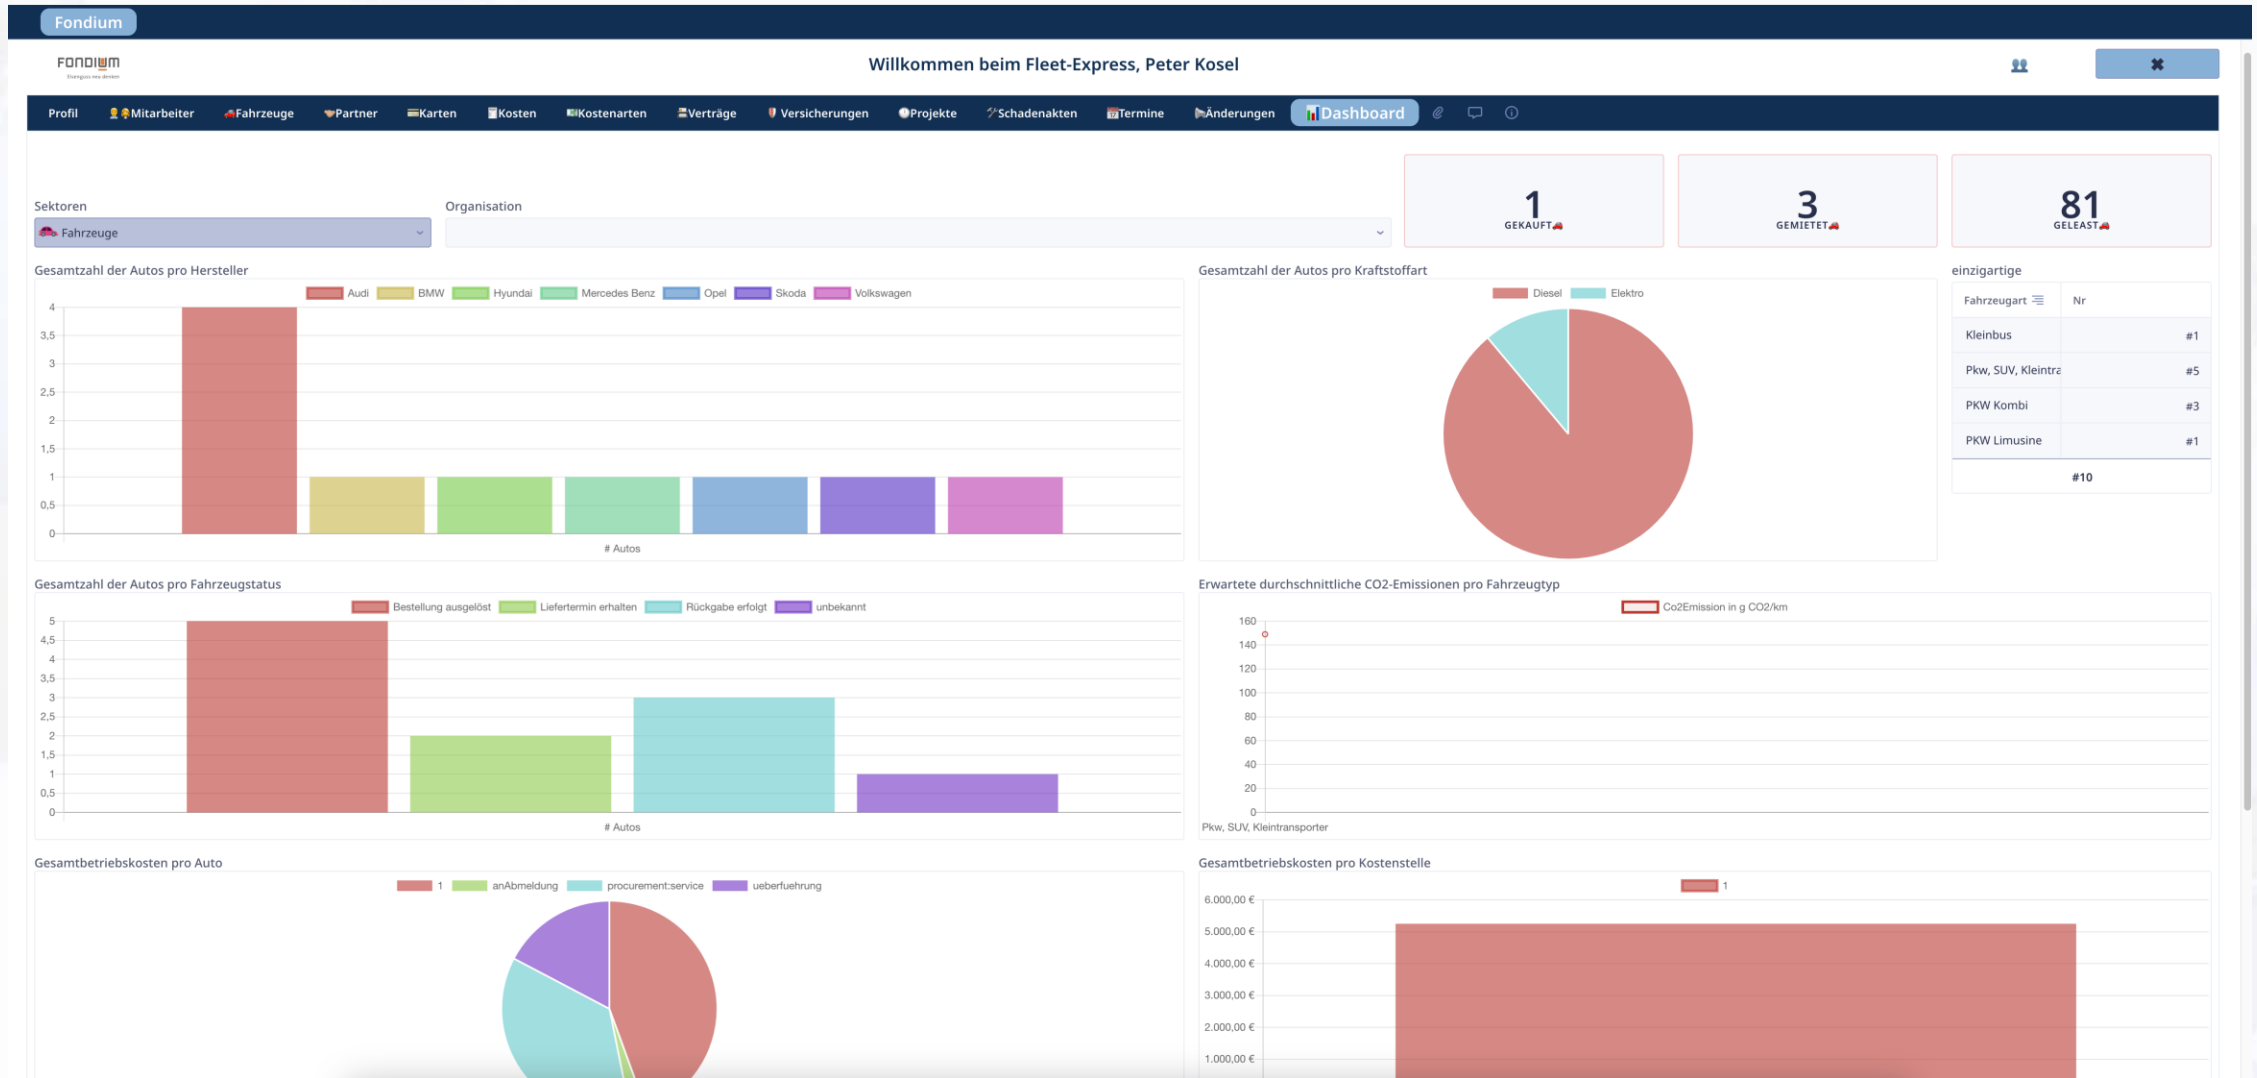 Fondium
FONDIUM
Eisenguss neu denken
Willkommen beim Fleet-Express, Peter Kosel
Profil Mitarbeiter Fahrzeuge Partner Karten Kosten Kostenarten Verträge Versicherungen Projekte Schadenakten Termine Änderungen Dashboard
Sektoren
Fahrzeuge
Organisation
1
GEKAUFT
3
GEMIETET
81
GELEAST
Gesamtzahl der Autos pro Hersteller
Audi BMW Hyundai Mercedes Benz Opel Skoda Volkswagen
4
3,5
3
2,5
2
1,5
1
0,5
0
# Autos
Gesamtzahl der Autos pro Kraftstoffart
Diesel Elektro
einzigartige
Fahrzeugart Nr
Kleinbus #1
Pkw, SUV, Kleintra #5
PKW Kombi #3
PKW Limusine #1
#10
Gesamtzahl der Autos pro Fahrzeugstatus
Bestellung ausgelöst Liefertermin erhalten Rückgabe erfolgt unbekannt
5
4,5
4
3,5
3
2,5
2
1,5
1
0,5
0
# Autos
Erwartete durchschnittliche CO2-Emissionen pro Fahrzeugtyp
Co2Emission in g CO2/km
160
140
120
100
80
60
40
20
0
Pkw, SUV, Kleintransporter
Gesamtbetriebskosten pro Auto
1 anAbmeldung procurement:service ueberfuehrung
Gesamtbetriebskosten pro Kostenstelle
1
6.000,00 €
5.000,00 €
4.000,00 €
3.000,00 €
2.000,00 €
1.000,00 €